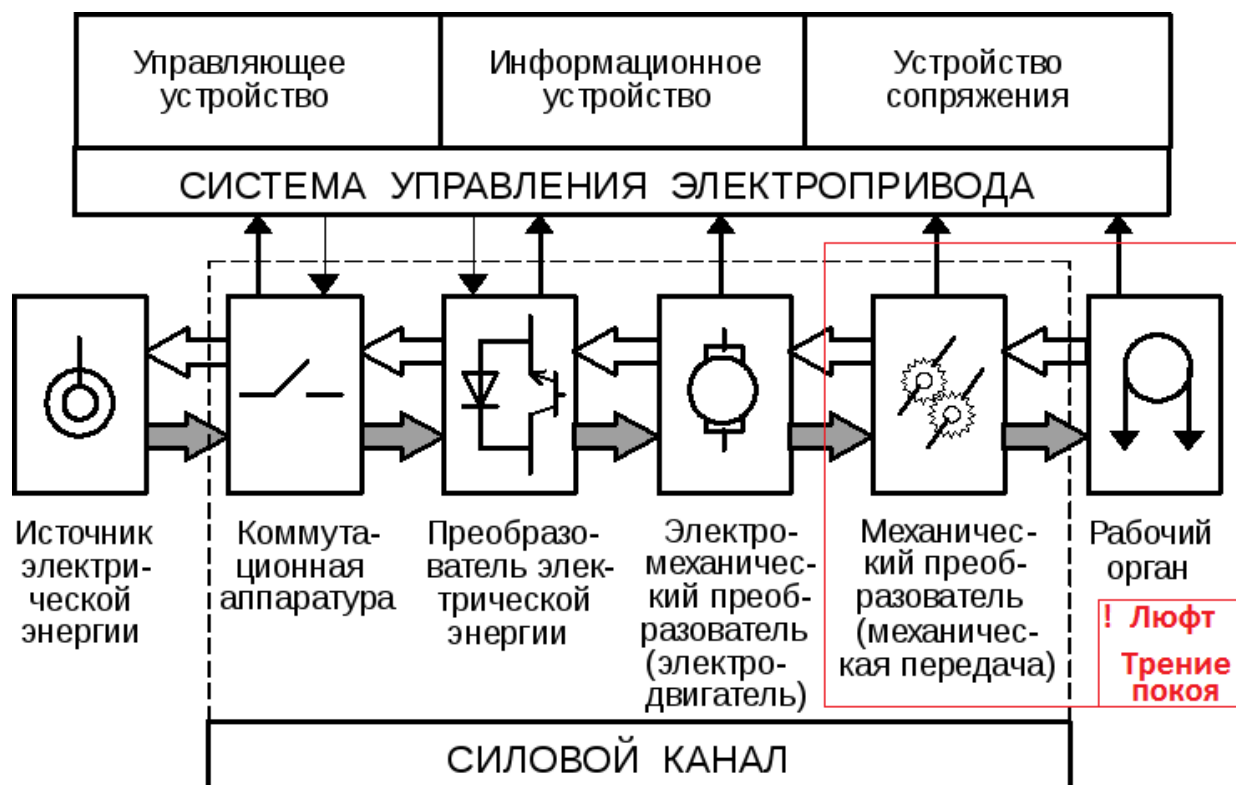 Управляющее
устройство
Информационное
устройство
Устройство
сопряжения
СИСТЕМА УПРАВЛЕНИЯ ЭЛЕКТРОПРИВОДА
Источник
электри-
ческой
энергии
Коммута-
ционная
аппаратура
Преобразо-
ватель элек-
трической
энергии
Электро-
механичес-
кий преоб-
разователь
(электро-
двигатель)
Механичес-
кий преоб-
разователь
(механичес-
кая передача)
Рабочий
орган
! Люфт
Трение
покоя
СИЛОВОЙ КАНАЛ